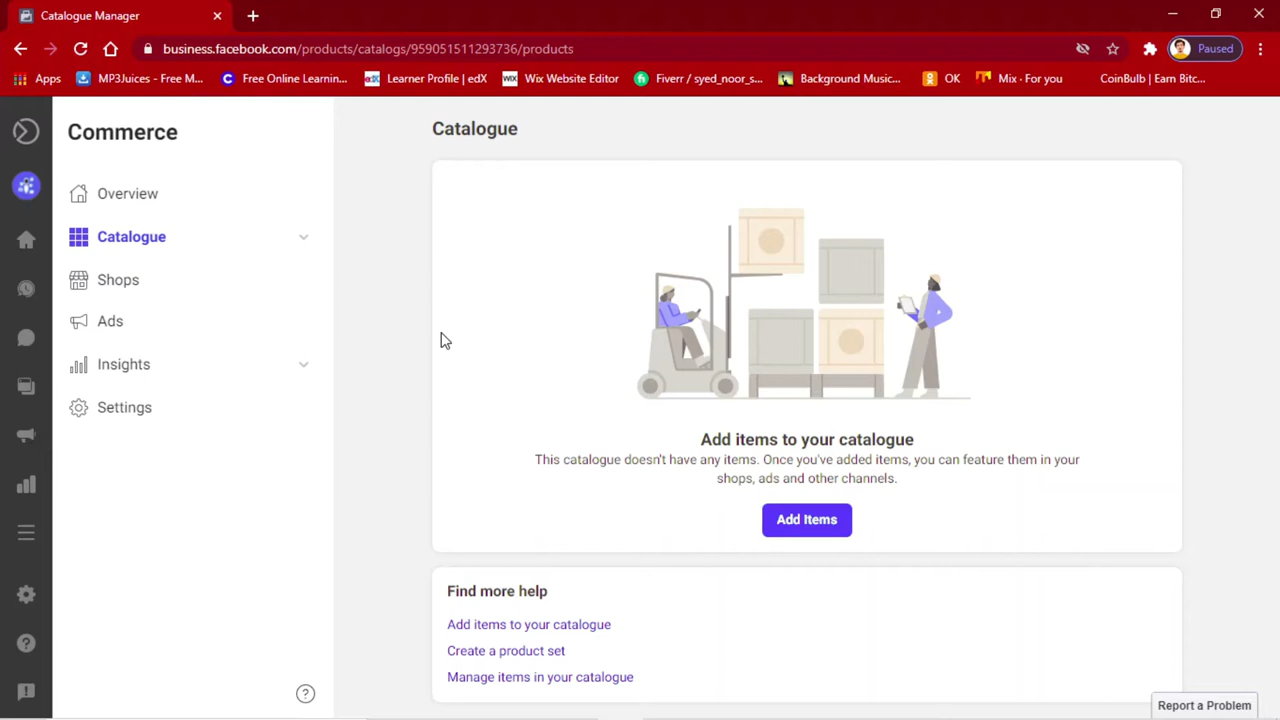 Catalogue Manager
business.facebook.com/products/catalogs/959051511293736/products
Paused
Apps
MP3Juices - Free M...
Free Online Learnin...
Learner Profile | edX
Wix Website Editor
Fiverr / syed_noor_s...
Background Music...
OK
Mix · For you
CoinBulb | Earn Bitc...
Commerce
Overview
Catalogue
Shops
Ads
Insights
Settings
Catalogue
Add items to your catalogue
This catalogue doesn't have any items. Once you've added items, you can feature them in your
shops, ads and other channels.
Add Items
Find more help
Add items to your catalogue
Create a product set
Manage items in your catalogue
Report a Problem